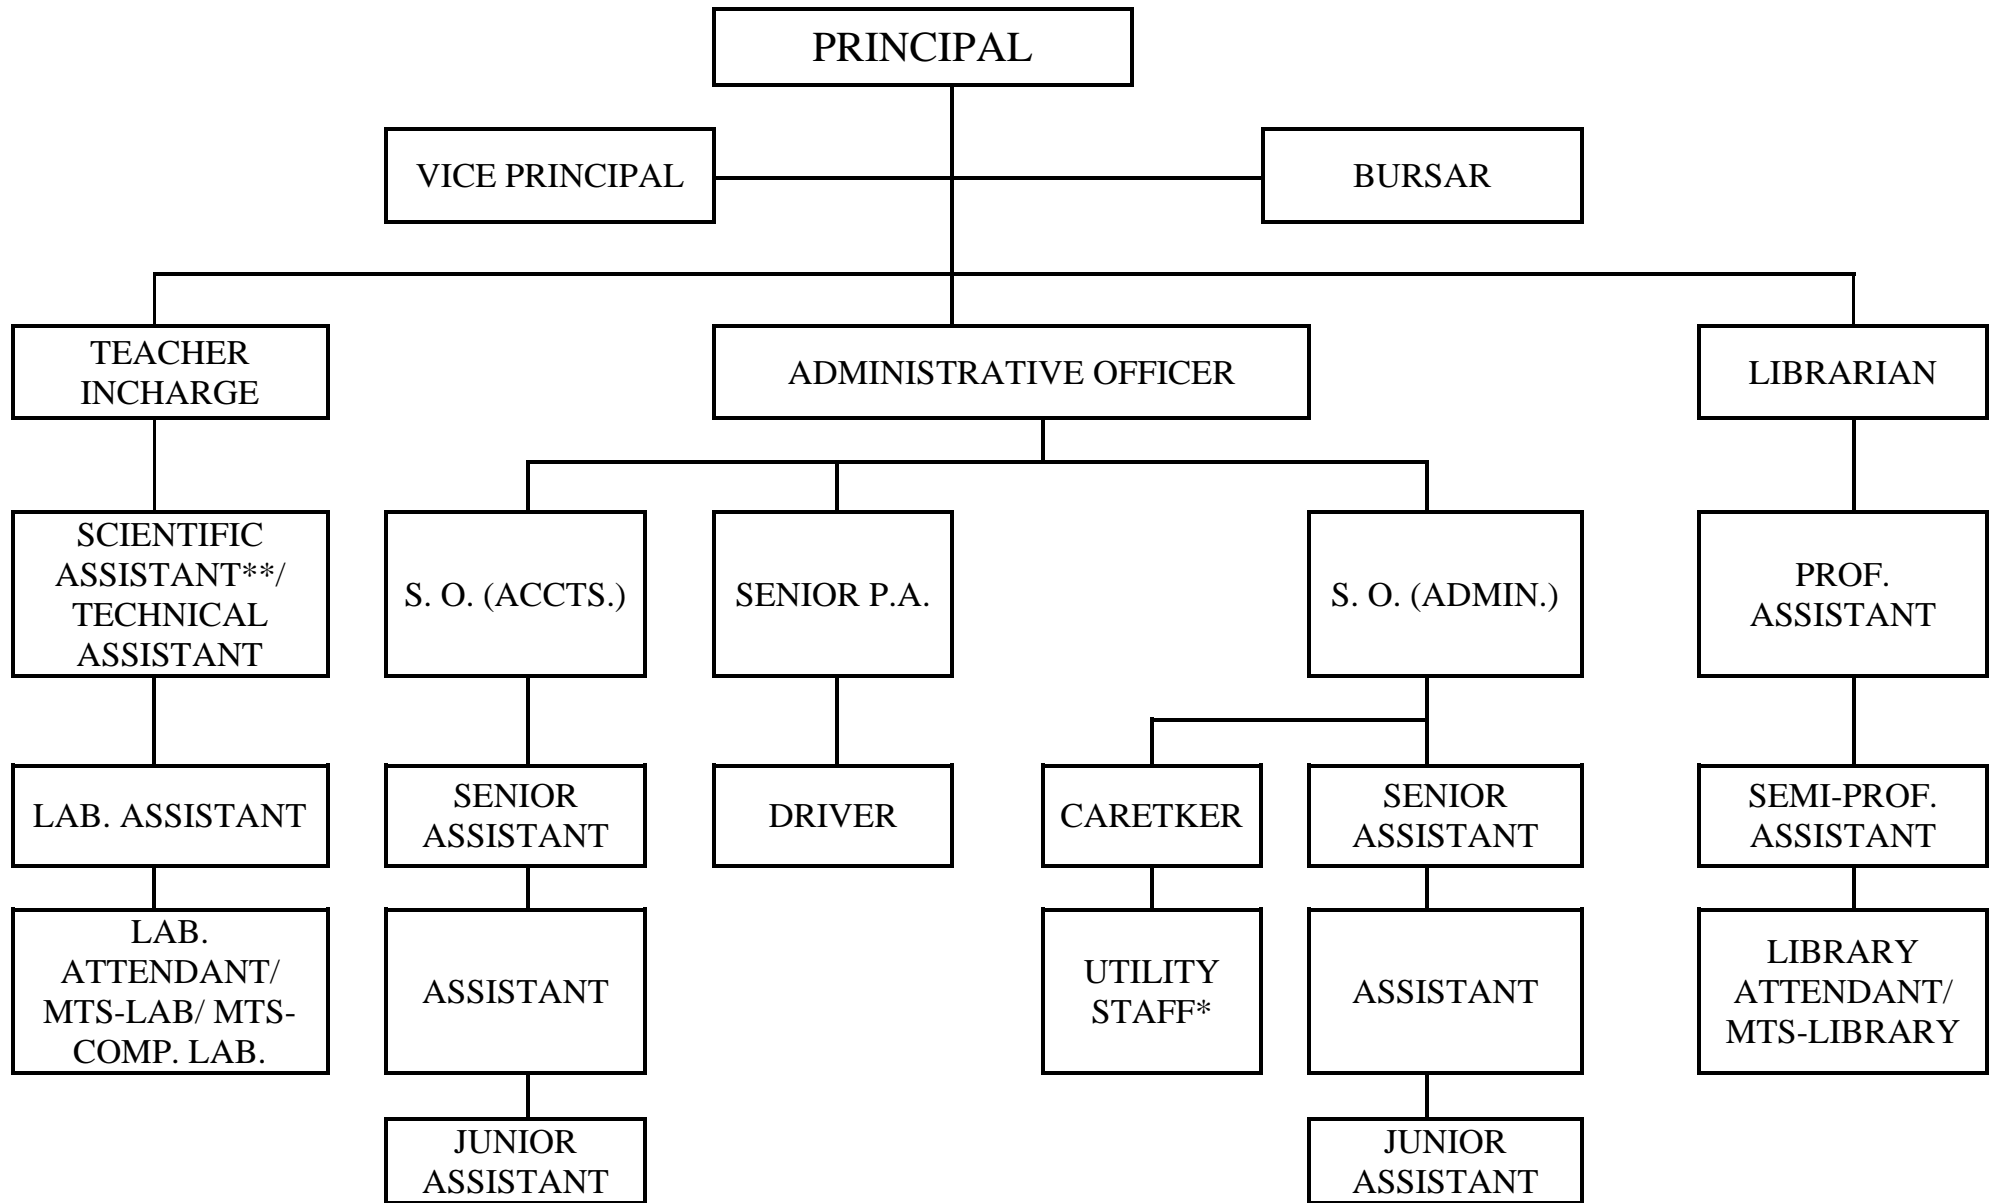 PRINCIPAL
VICE PRINCIPAL
BURSAR
TEACHER
INCHARGE
ADMINISTRATIVE OFFICER
LIBRARIAN
SCIENTIFIC
ASSISTANT**/
TECHNICAL
ASSISTANT
S. O. (ACCTS.)
SENIOR P.A.
S. O. (ADMIN.)
PROF.
ASSISTANT
LAB. ASSISTANT
SENIOR
ASSISTANT
DRIVER
CARETKER
SENIOR
ASSISTANT
SEMI-PROF.
ASSISTANT
LAB.
ATTENDANT/
MTS-LAB/ MTS-
COMP. LAB.
ASSISTANT
UTILITY
STAFF*
ASSISTANT
LIBRARY
ATTENDANT/
MTS-LIBRARY
JUNIOR
ASSISTANT
JUNIOR
ASSISTANT